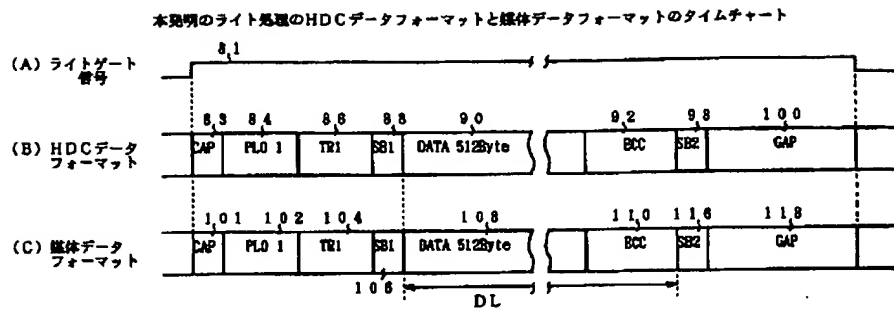 本発明のライト処理のHDCデータフォーマットと媒体データフォーマットのタイムチャート
81
(A) ライトゲート
信号
83 84 86 88 90 92 98 100
(B) HDCデータ
フォーマット
CAP PLO 1 TR1 SB1 DATA 512Byte ECC SB2 GAP
101 102 104 108 110 116 118
(C) 媒体データ
フォーマット
CAP PLO 1 TR1 SB1 DATA 512Byte ECC SB2 GAP
106
DL